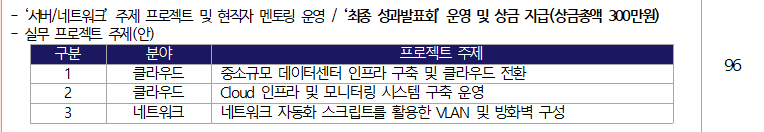 - ‘서버/네트워크’ 주제 프로젝트 및 현직자 멘토링 운영 / ‘최종 성과발표회’ 운영 및 상금 지급(상금총액 300만원)
- 실무 프로젝트 주제(안)
구분 분야 프로젝트 주제
1 클라우드 중소규모 데이터센터 인프라 구축 및 클라우드 전환
2 클라우드 Cloud 인프라 및 모니터링 시스템 구축 운영
3 네트워크 네트워크 자동화 스크립트를 활용한 VLAN 및 방화벽 구성
96